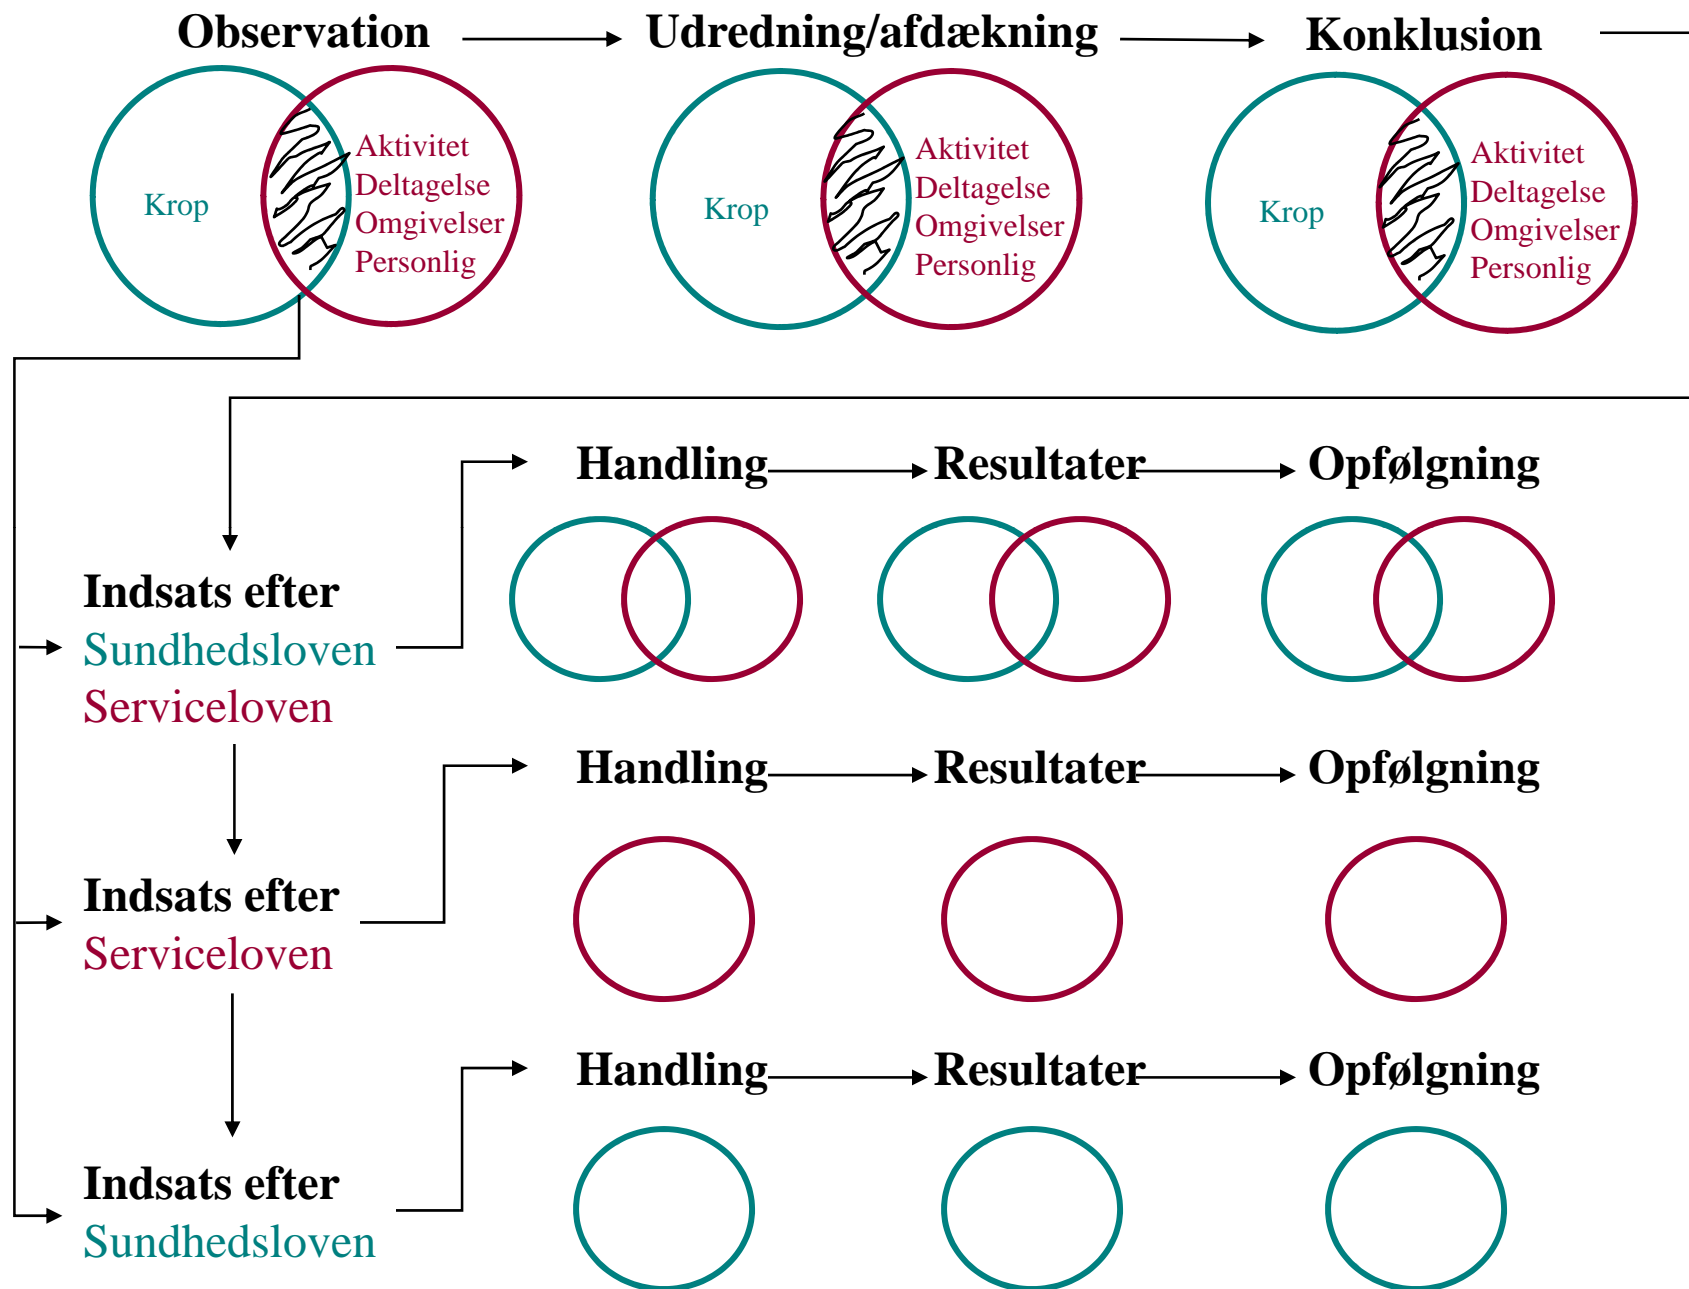 Observation
Udredning/afdækning
Konklusion
Krop
Aktivitet
Deltagelse
Omgivelser
Personlig
Krop
Aktivitet
Deltagelse
Omgivelser
Personlig
Krop
Aktivitet
Deltagelse
Omgivelser
Personlig
Indsats efter
Sundhedsloven
Serviceloven
Handling
Resultater
Opfølgning
Indsats efter
Serviceloven
Handling
Resultater
Opfølgning
Indsats efter
Sundhedsloven
Handling
Resultater
Opfølgning